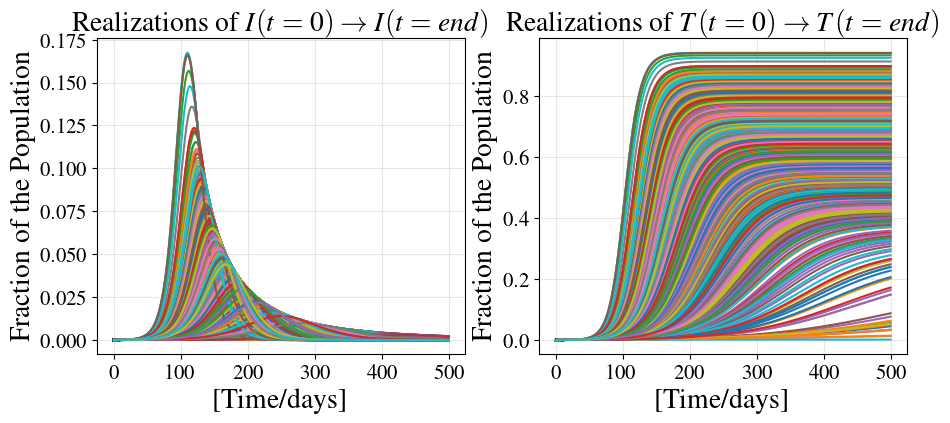 Realizations of I(t = 0) → I(t = end)
Fraction of the Population
0.175
0.150
0.125
0.100
0.075
0.050
0.025
0.000
0 100 200 300 400 500
[Time/days]
Realizations of T(t = 0) → T(t = end)
Fraction of the Population
0.8
0.6
0.4
0.2
0.0
0 100 200 300 400 500
[Time/days]